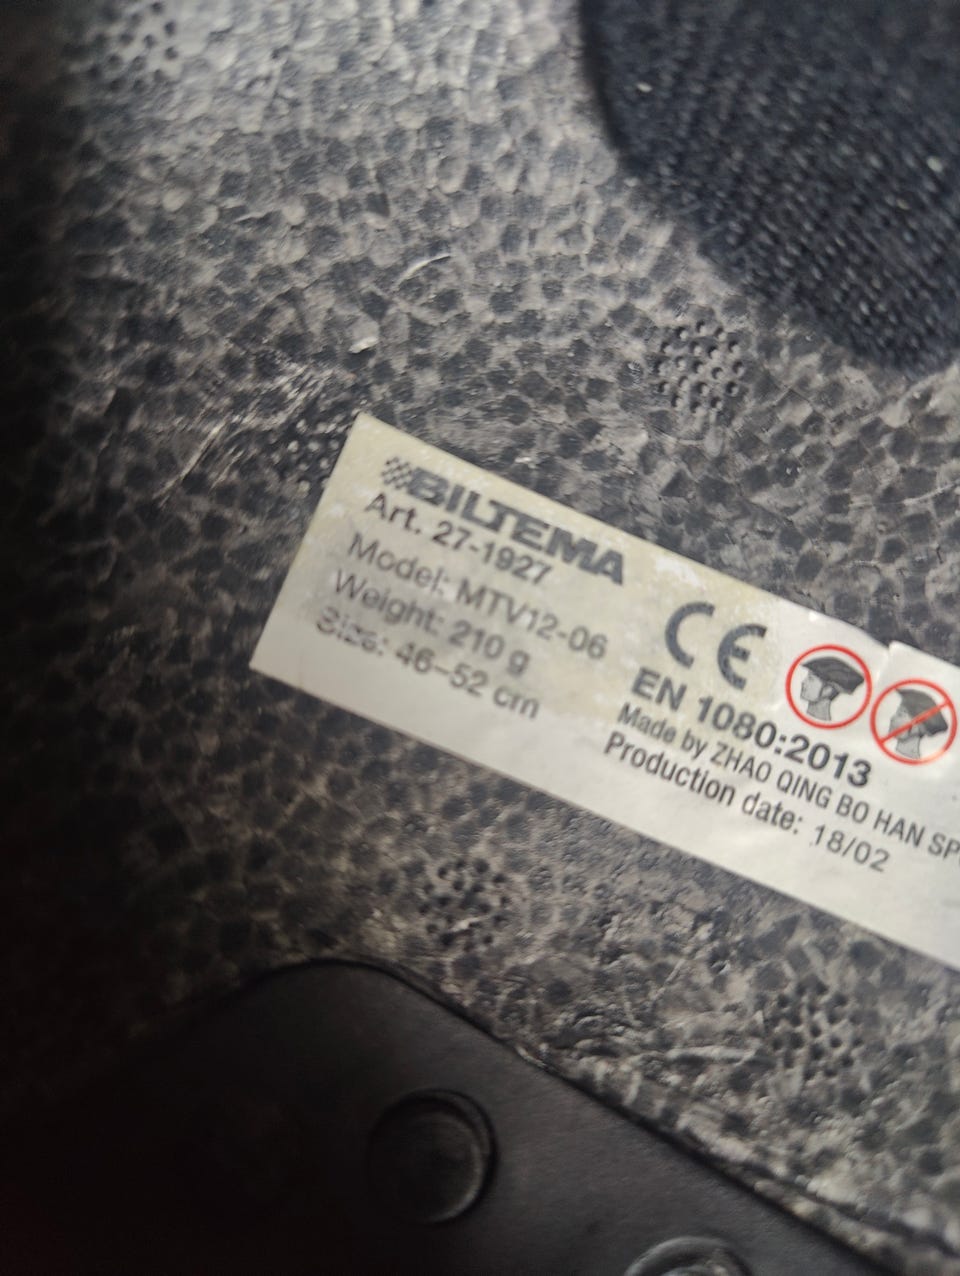 BILTEMA
Art. 27-1927
Model: MTV12-06
Weight: 210 g
Size: 46-52 cm
CE
EN 1080:2013
Made by ZHAO QING BO HAN
Production date: 18/02